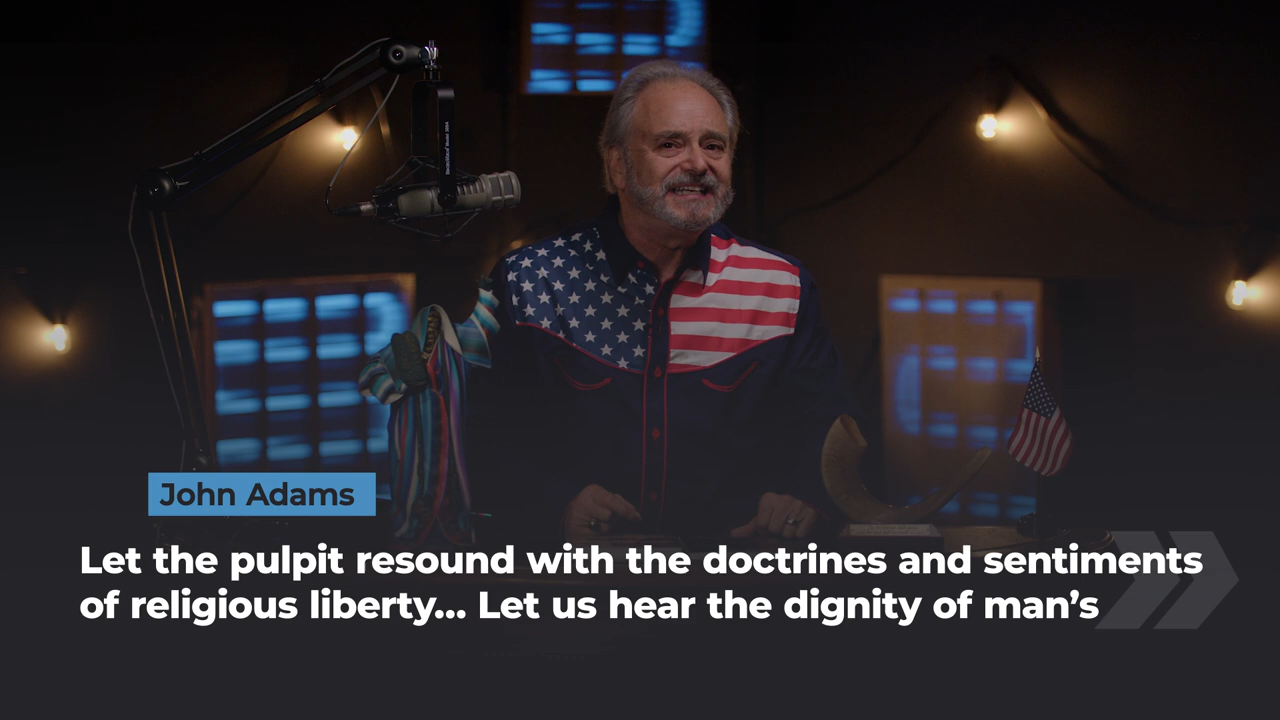 John Adams
Let the pulpit resound with the doctrines and sentiments
of religious liberty... Let us hear the dignity of man’s